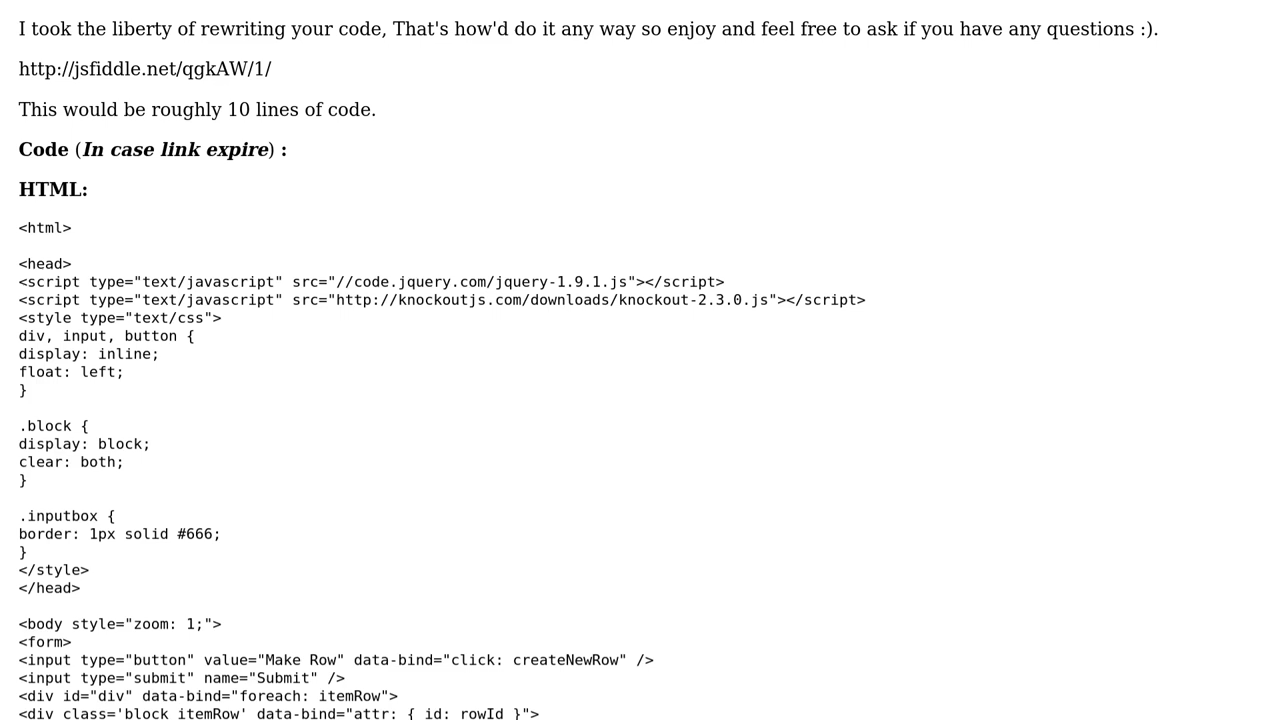 I took the liberty of rewriting your code, That's how'd do it any way so enjoy and feel free to ask if you have any questions :).
http://jsfiddle.net/qgkAW/1/
This would be roughly 10 lines of code.
Code (In case link expire) :
HTML:
<html>
<head>
<script type="text/javascript" src="//code.jquery.com/jquery-1.9.1.js"></script>
<script type="text/javascript" src="http://knockoutjs.com/downloads/knockout-2.3.0.js"></script>
<style type="text/css">
div, input, button {
display: inline;
float: left;
}
.block {
display: block;
clear: both;
}
.inputbox {
border: 1px solid #666;
}
</style>
</head>
<body style="zoom: 1;">
<form>
<input type="button" value="Make Row" data-bind="click: createNewRow" />
<input type="submit" name="Submit" />
<div id="div" data-bind="foreach: itemRow">
<div class='block itemRow' data-bind="attr: { id: rowId }">